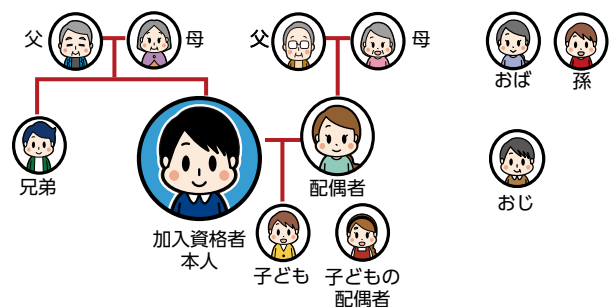 父
母
父
母
おば
孫
兄弟
配偶者
おじ
加入資格者
本人
子ども
子どもの
配偶者